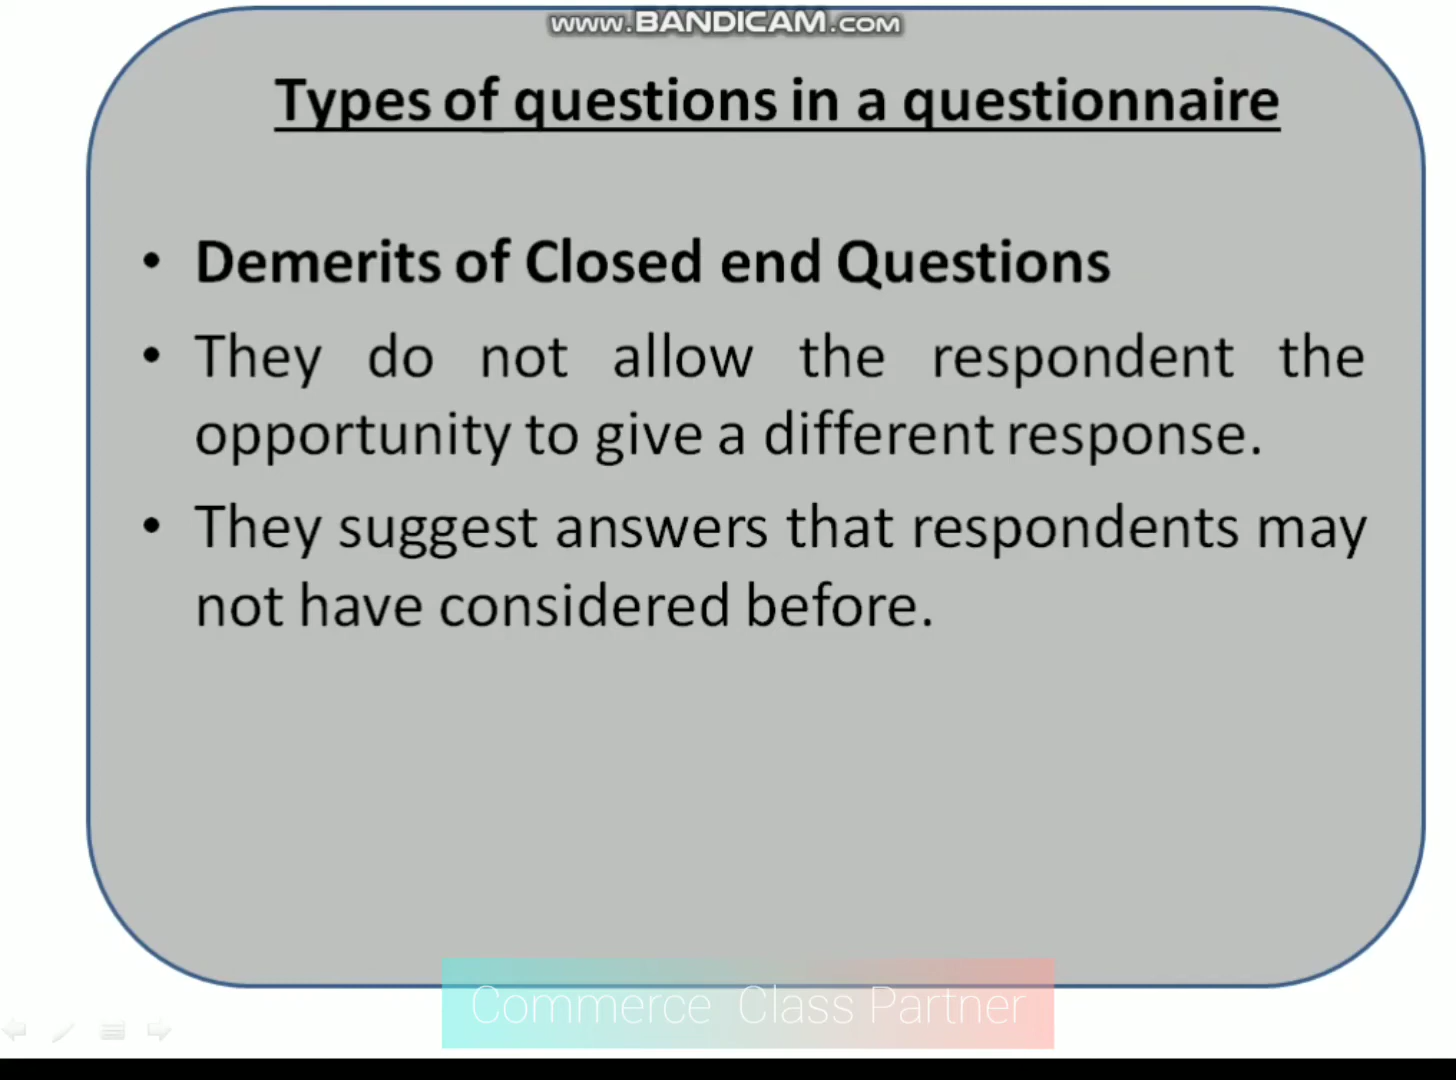 www.BANDICAM.com
Types of questions in a questionnaire
• Demerits of Closed end Questions
• They do not allow the respondent the
opportunity to give a different response.
• They suggest answers that respondents may
not have considered before.
Commerce Class Partner